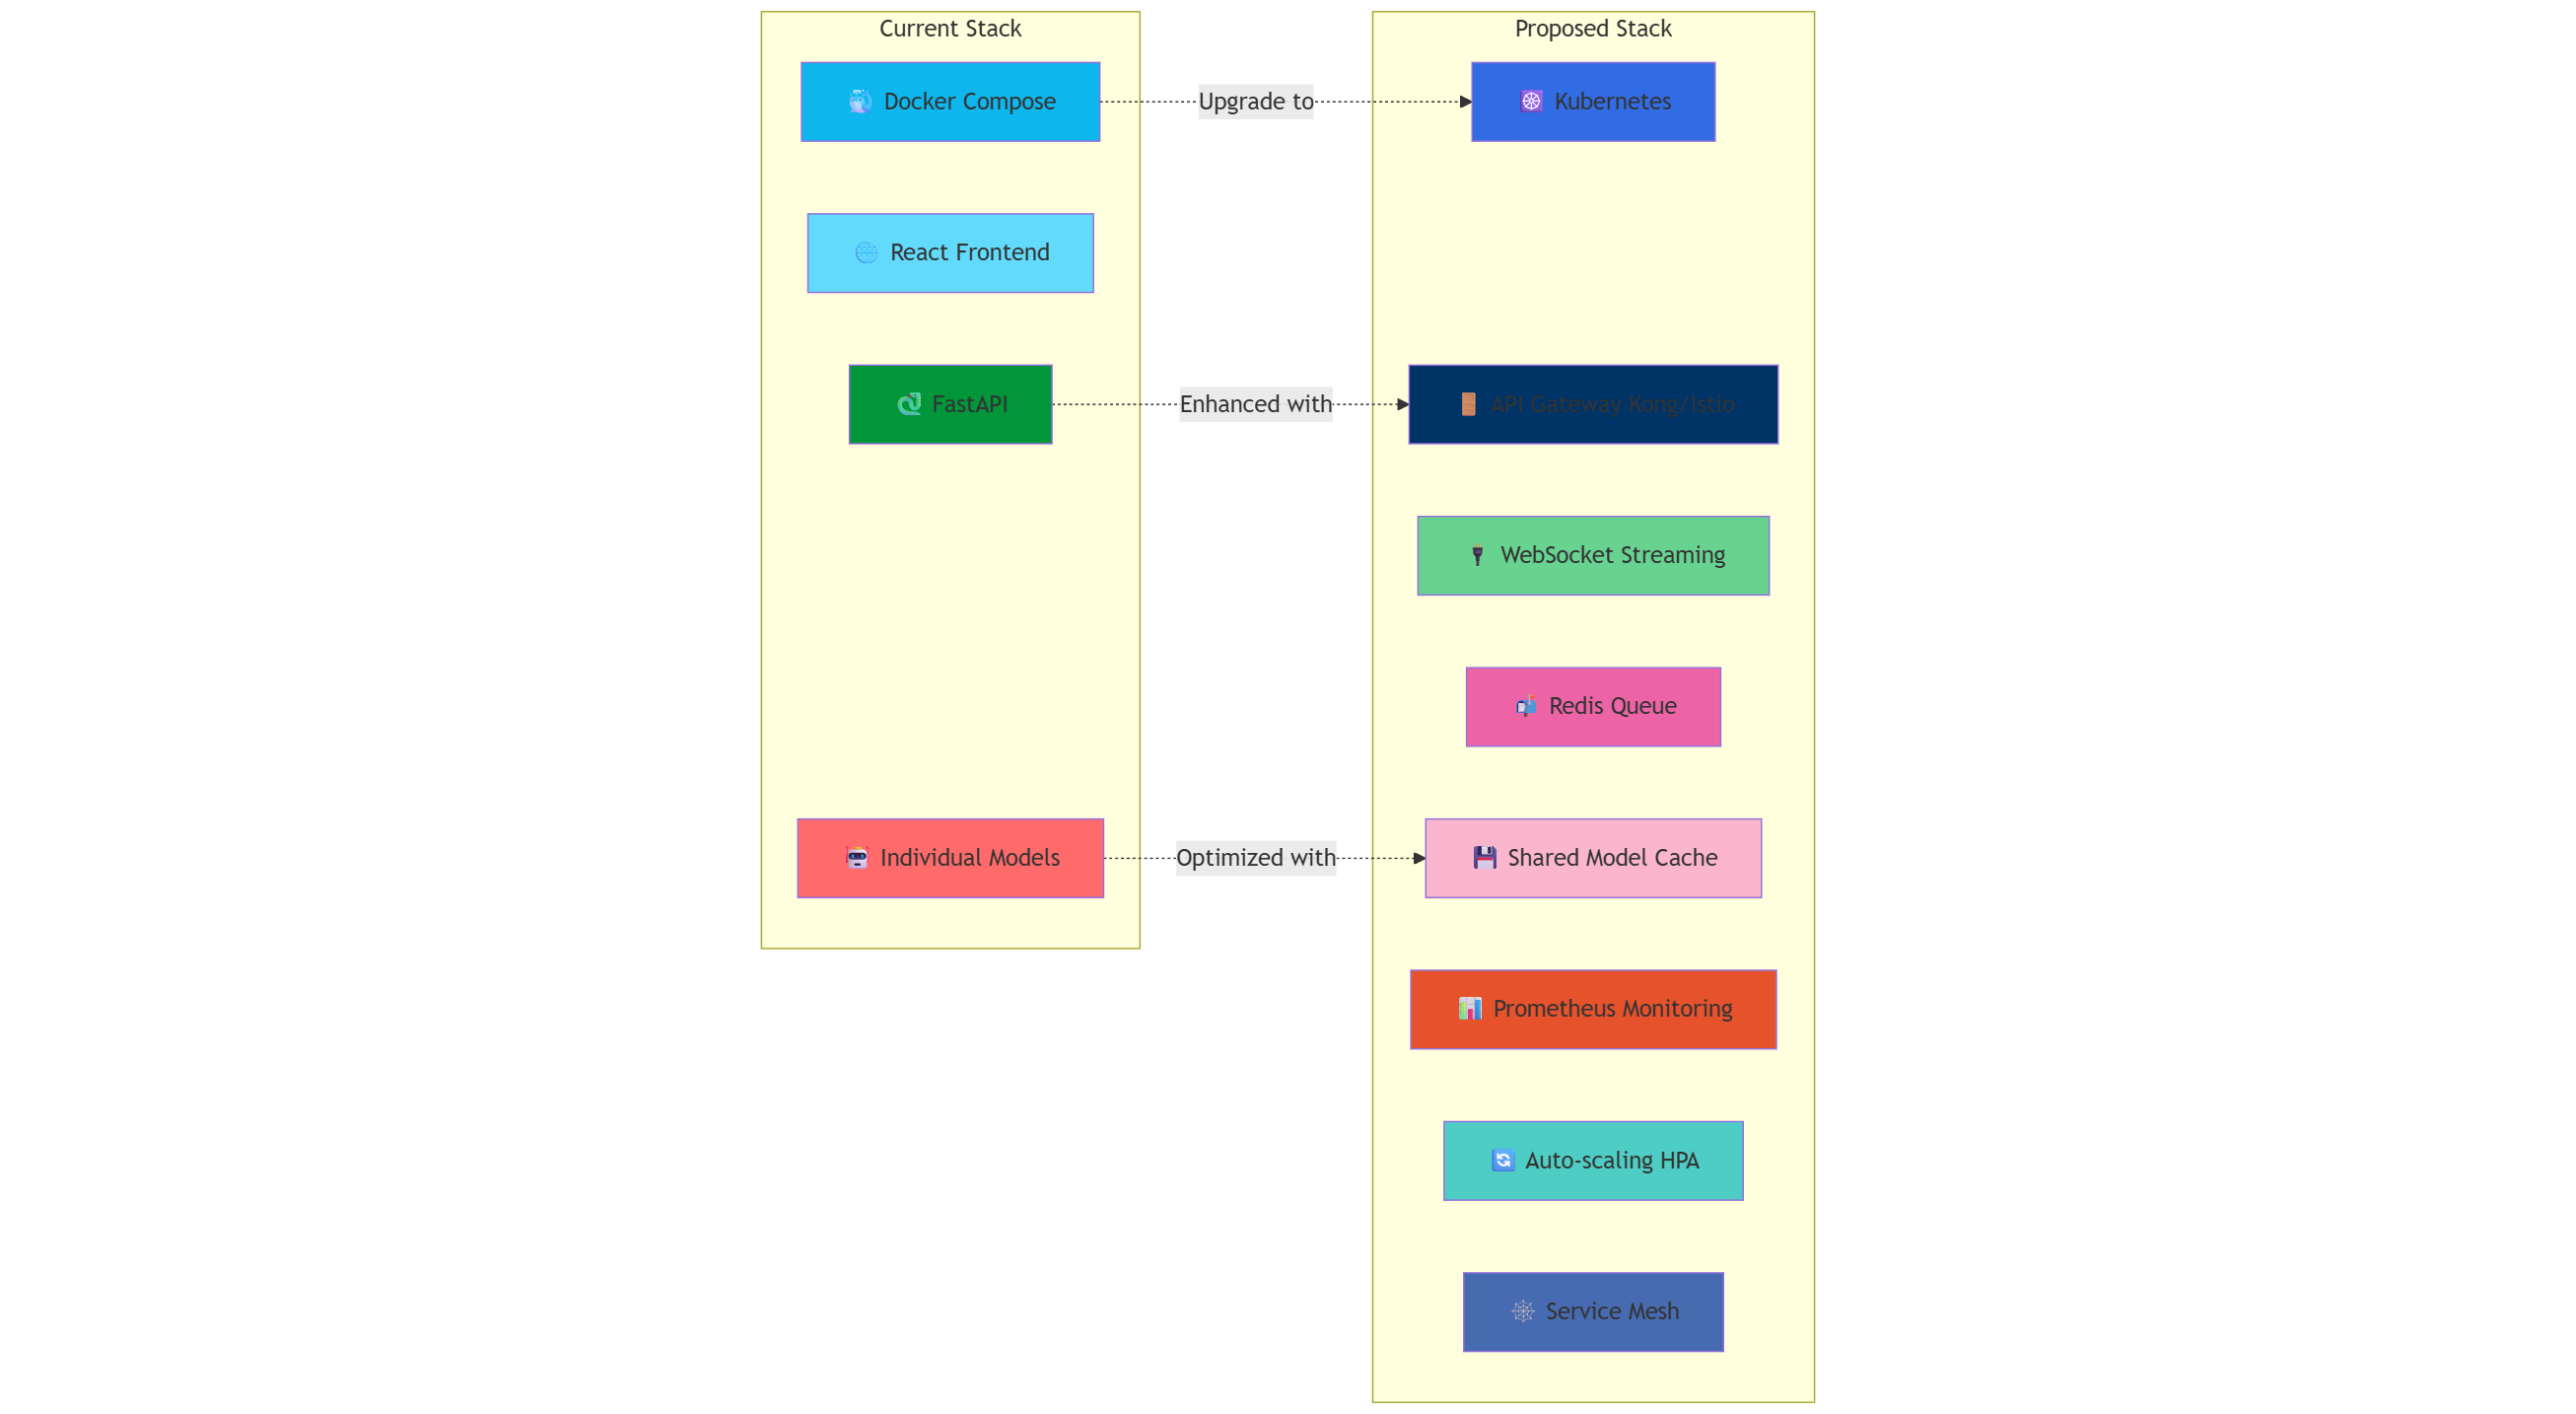 Current Stack
Proposed Stack
Docker Compose
Upgrade to
Kubernetes
React Frontend
FastAPI
Enhanced with
API Gateway Kong/Istio
WebSocket Streaming
Redis Queue
Individual Models
Optimized with
Shared Model Cache
Prometheus Monitoring
Auto-scaling HPA
Service Mesh